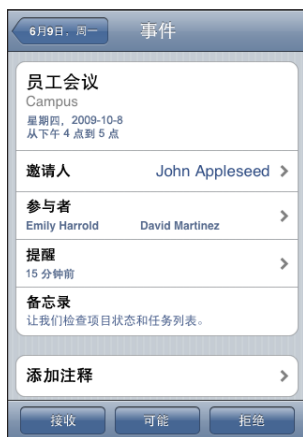 6月9日，周一
事件
员工会议
Campus
星期四，2009-10-8
从下午 4 点到 5 点
邀请人 John Appleseed
参与者
Emily Harrold David Martinez
提醒
15 分钟前
备忘录
让我们检查项目状态和任务列表。
添加注释
接收 可能 拒绝